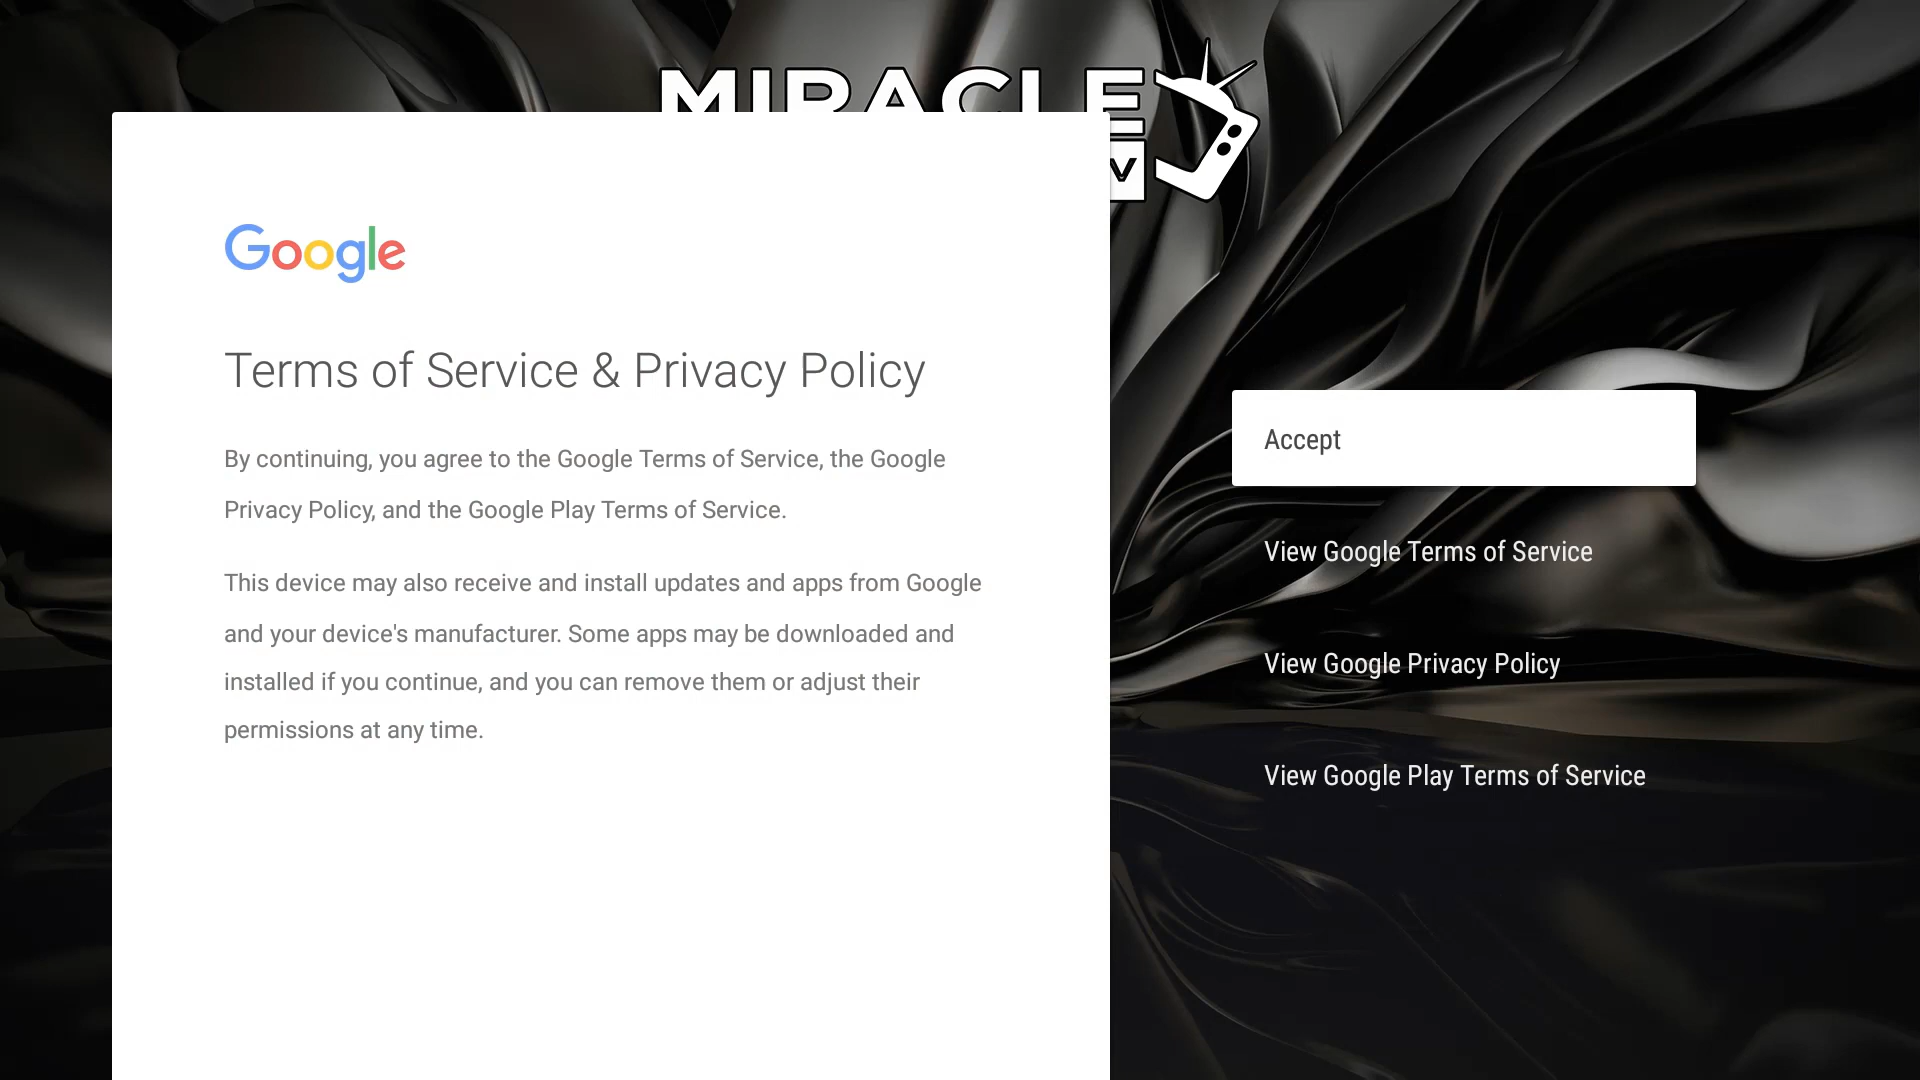 MIRACLE
Google
Terms of Service & Privacy Policy
By continuing, you agree to the Google Terms of Service, the Google
Privacy Policy, and the Google Play Terms of Service.
This device may also receive and install updates and apps from Google
and your device's manufacturer. Some apps may be downloaded and
installed if you continue, and you can remove them or adjust their
permissions at any time.
Accept
View Google Terms of Service
View Google Privacy Policy
View Google Play Terms of Service